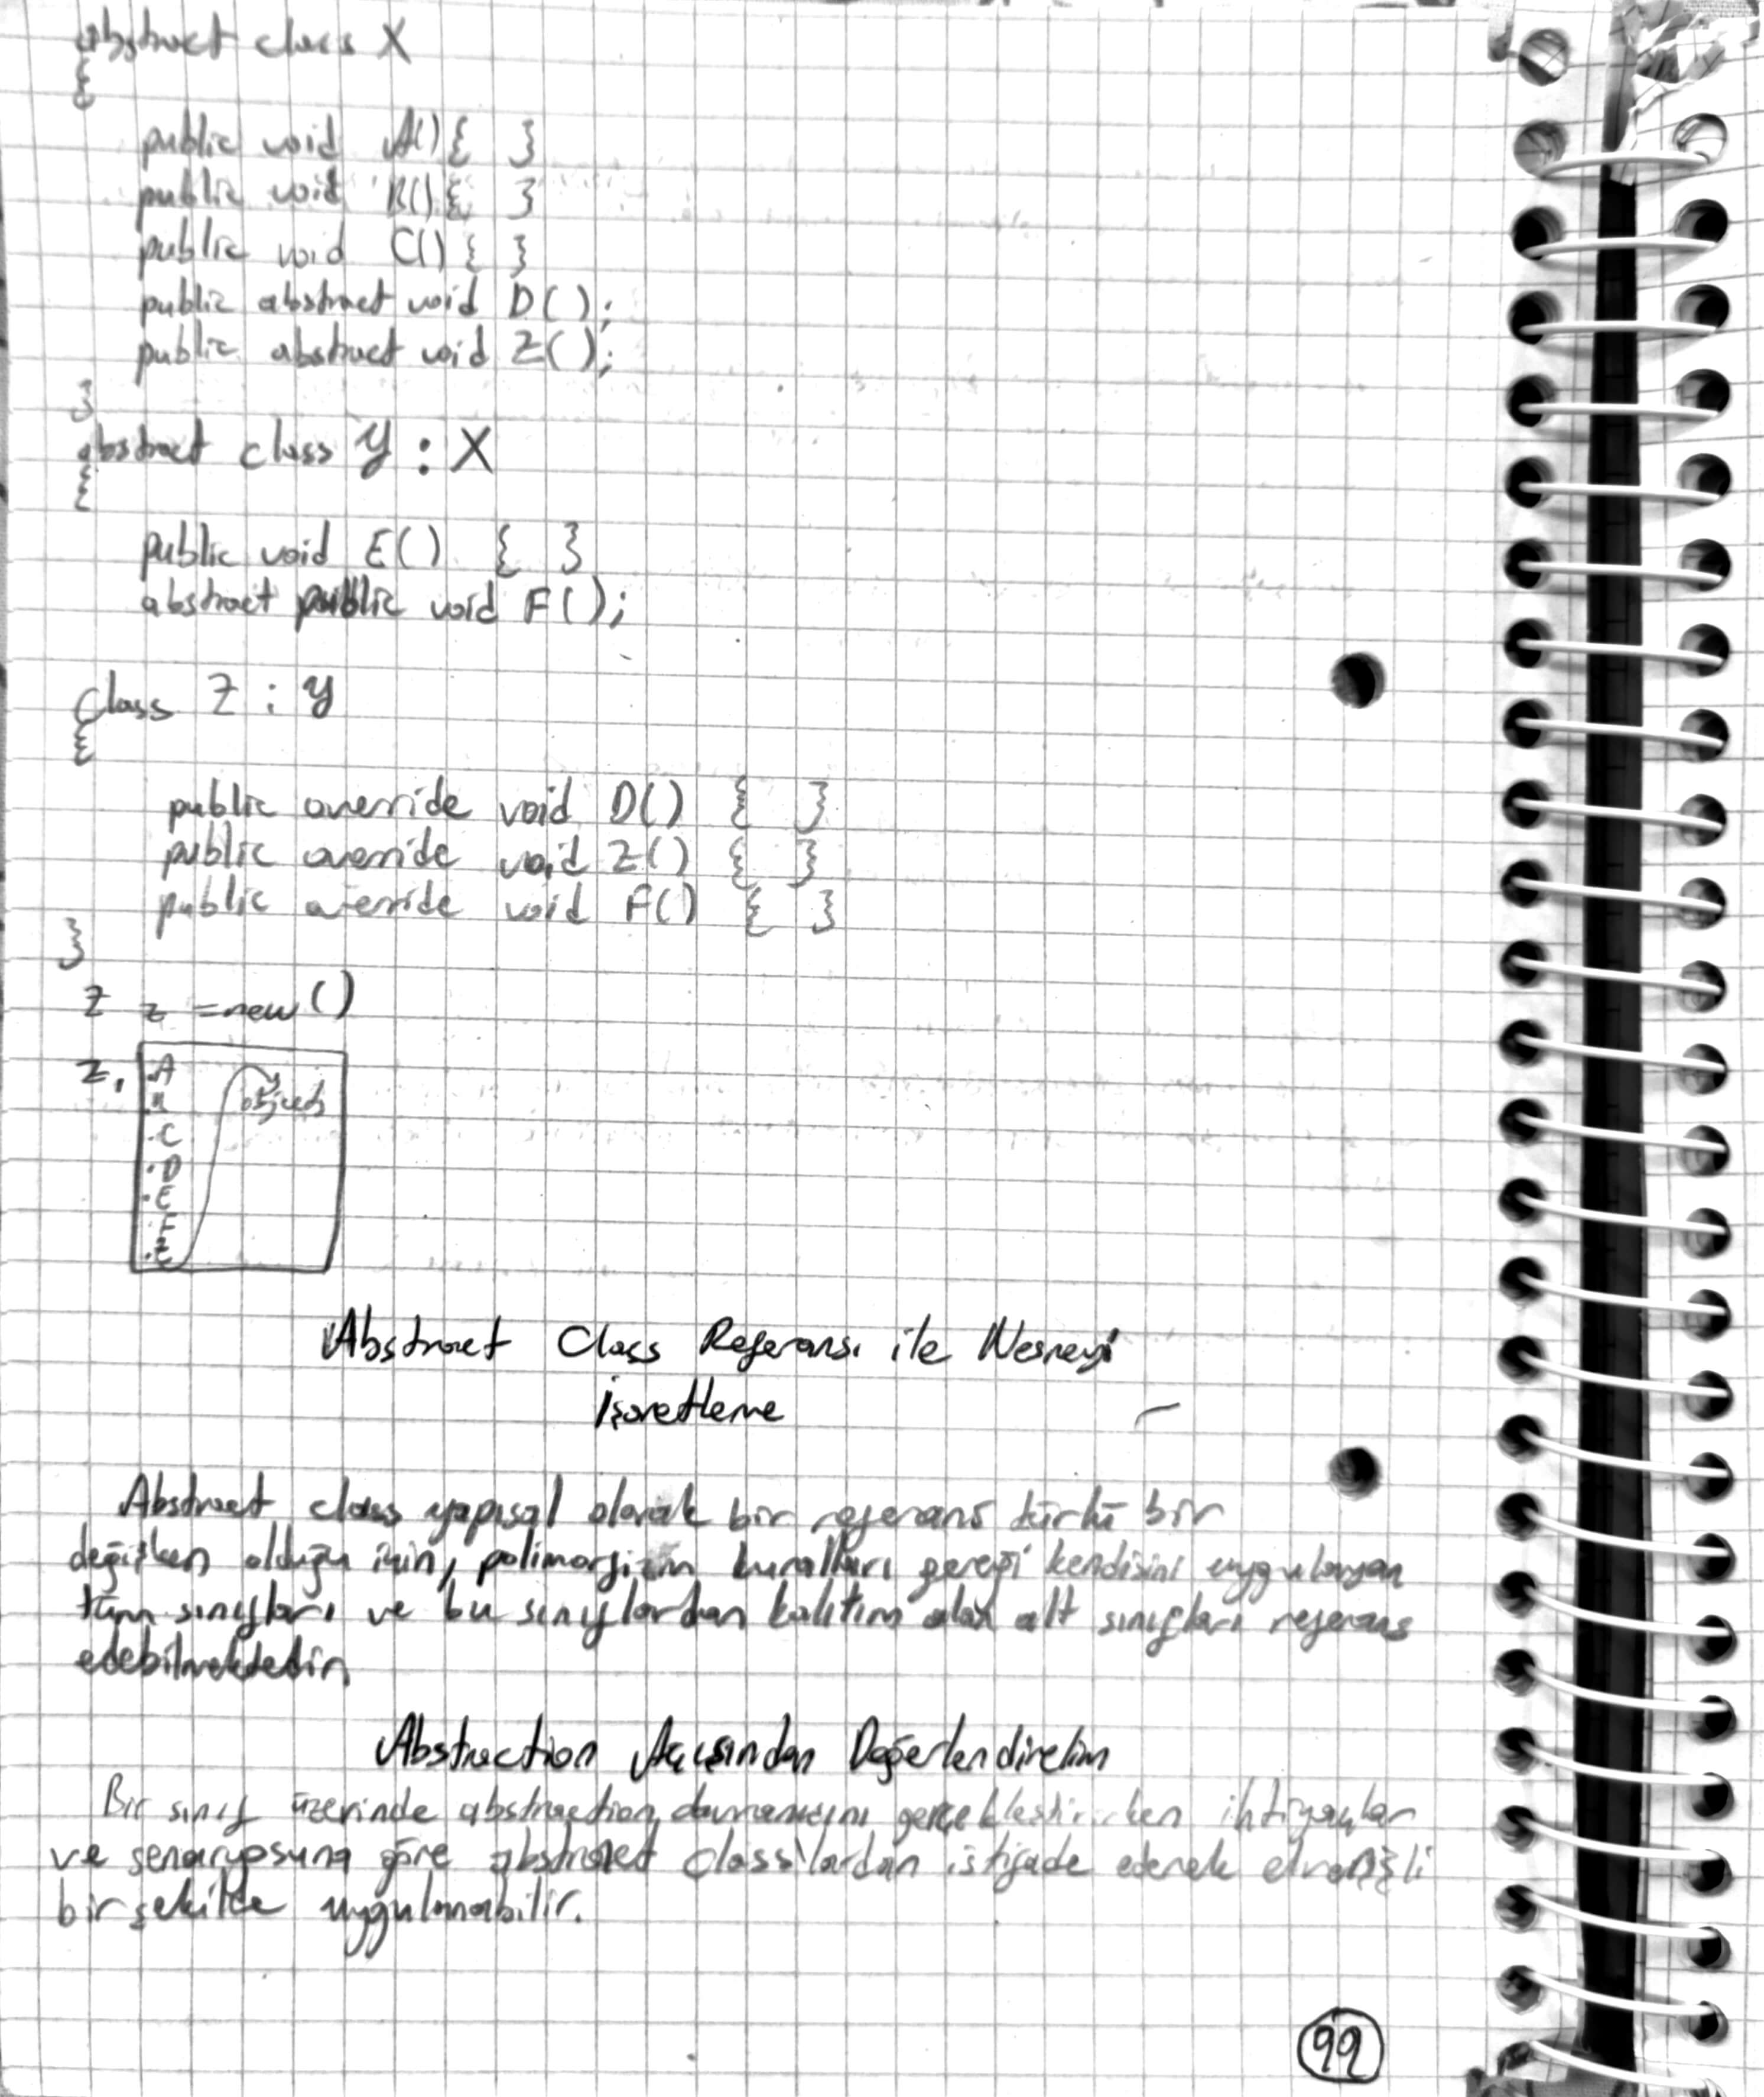 abstract class X
{
public void A(){ }
public void B(){ }
public void C(){ }
public abstract void D();
public abstract void Z();
}
abstract class Y : X
{
public void E() { }
abstract public void F();
class Z : Y
{
public override void D() { }
public override void Z() { }
public override void F() { }
}
Z z = new()
z.
.A
.B
.C
.D
.E
.F
.Z
Abstract Class Referansı ile Nesneyi
İşaretleme
Abstract class yapısal olarak bir referans türlü bir
değişken olduğu için, polimorfizm kuralları gereği kendisini uygulayan
tüm sınıfları ve bu sınıflardan kalıtım alan alt sınıfları referans
edebilmektedir
Abstraction Açısından Değerlendirelim
Bir sınıf üzerinde abstraction davranışını gerçekleştirirken ihtiyaçlar
ve senaryosuna göre abstract class'lardan istifade ederek elverişli
bir şekilde uygulanabilir.
99